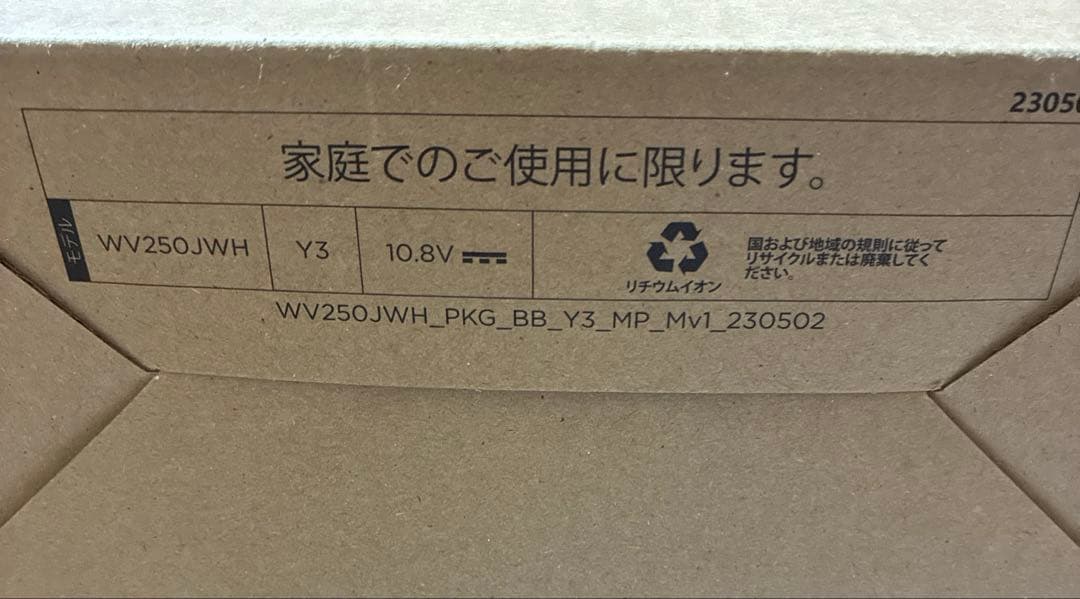 2305
家庭でのご使用に限ります。
モデル
WV250JWH
Y3
10.8V
リチウムイオン
国および地域の規則に従って
リサイクルまたは廃棄してく
ださい。
WV250JWH_PKG_BB_Y3_MP_Mv1_230502